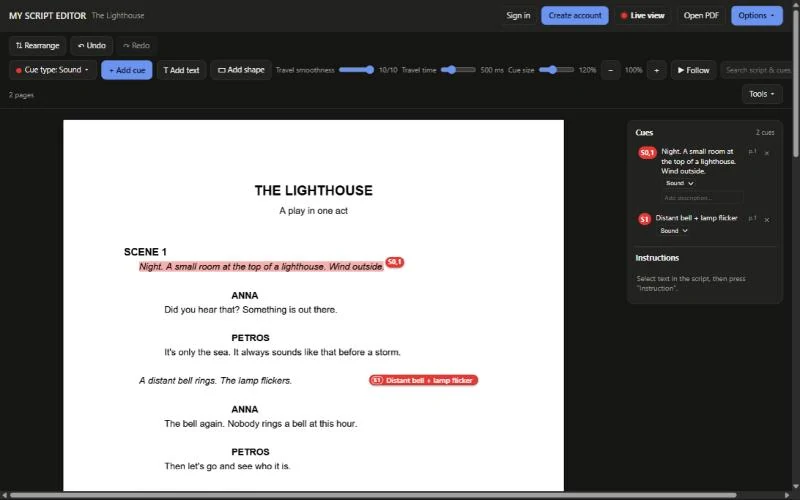 MY SCRIPT EDITOR The Lighthouse Sign in Create account Live view Open PDF Options
Rearrange Undo Redo
Cue type: Sound + Add cue T Add text Add shape Travel smoothness 10/10 Travel time 500 ms Cue size 120% − 100% + Follow Search script & cues
2 pages Tools
THE LIGHTHOUSE
A play in one act
SCENE 1
Night. A small room at the top of a lighthouse. Wind outside. S0,1
ANNA
Did you hear that? Something is out there.
PETROS
It's only the sea. It always sounds like that before a storm.
A distant bell rings. The lamp flickers. S1 Distant bell + lamp flicker
ANNA
The bell again. Nobody rings a bell at this hour.
PETROS
Then let's go and see who it is.
Cues 2 cues
S0,1 Night. A small room at p.1 ×
the top of a lighthouse.
Wind outside.
Sound
Add description...
S1 Distant bell + lamp flicker p.1 ×
Sound
Instructions
Select text in the script, then press
"Instruction".